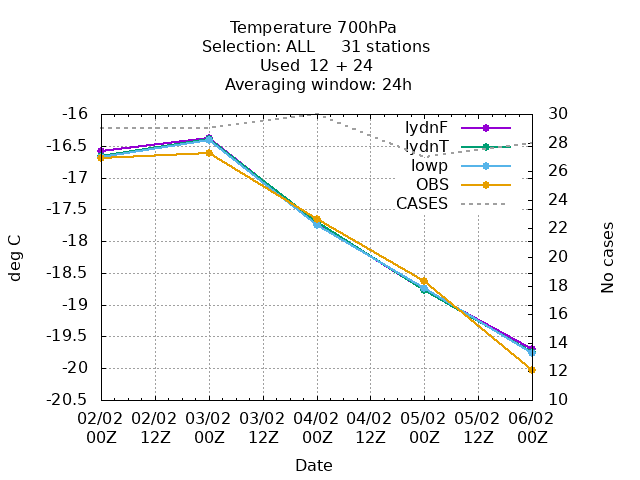 Temperature 700hPa
Selection: ALL 31 stations
Used 12 + 24
Averaging window: 24h
-16
-16.5
-17
-17.5
-18
-18.5
-19
-19.5
-20
-20.5
30
28
26
24
22
20
18
16
14
12
10
lydnF
lydnT
lowp
OBS
CASES
deg C
No cases
02/02 02/02 03/02 03/02 04/02 04/02 05/02 05/02 06/02
00Z 12Z 00Z 12Z 00Z 12Z 00Z 12Z 00Z
Date